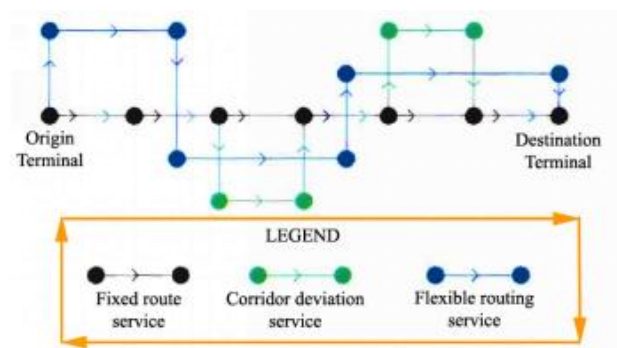 Origin
Terminal
Destination
Terminal
LEGEND
Fixed route
service
Corridor deviation
service
Flexible routing
service